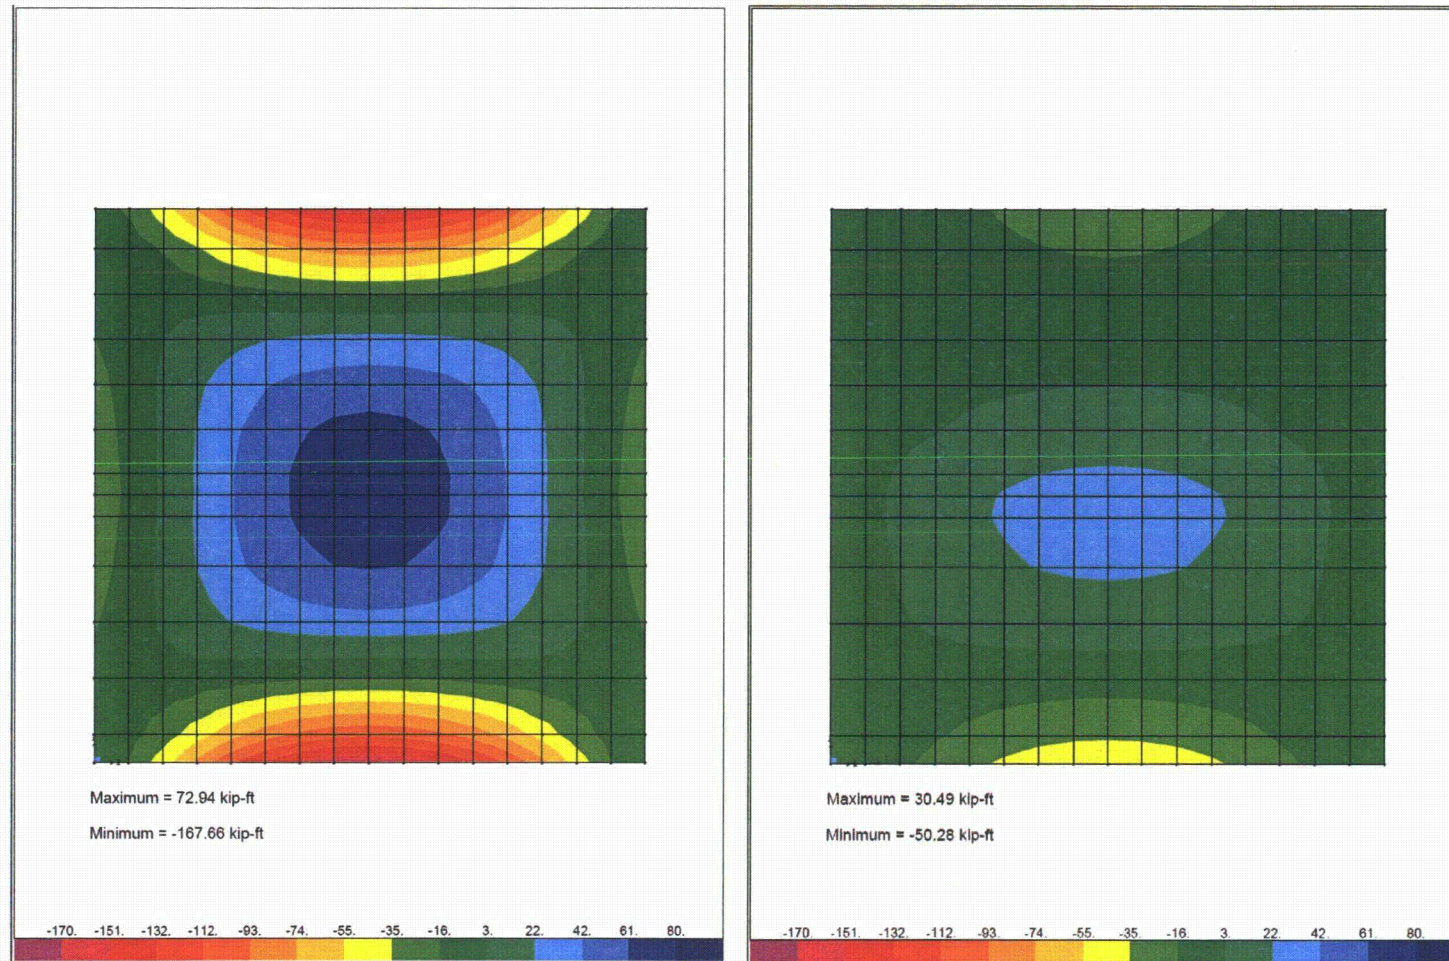 Maximum = 72.94 kip-ft
Minimum = -167.66 kip-ft
-170. -151. -132. -112. -93. -74. -55. -35. -16. 3. 22. 42. 61. 80.
Maximum = 30.49 kip-ft
Minimum = -50.28 kip-ft
-170. -151. -132. -112. -93. -74. -55. -35. -16. 3. 22. 42. 61. 80.